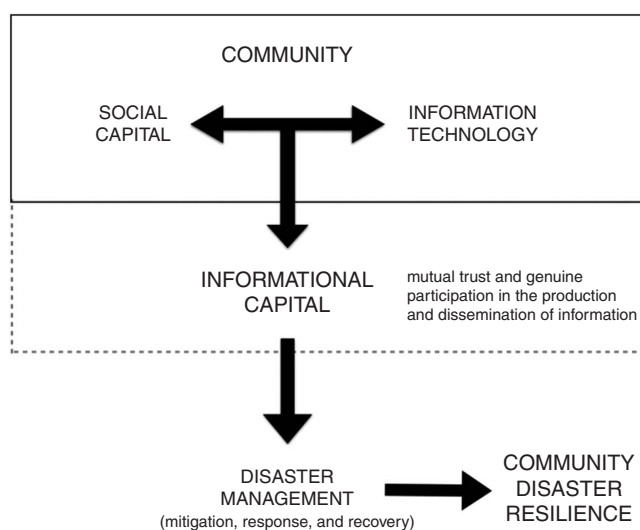 COMMUNITY
SOCIAL
CAPITAL
INFORMATION
TECHNOLOGY
INFORMATIONAL
CAPITAL
mutual trust and genuine
participation in the production
and dissemination of information
DISASTER
MANAGEMENT
(mitigation, response, and recovery)
COMMUNITY
DISASTER
RESILIENCE